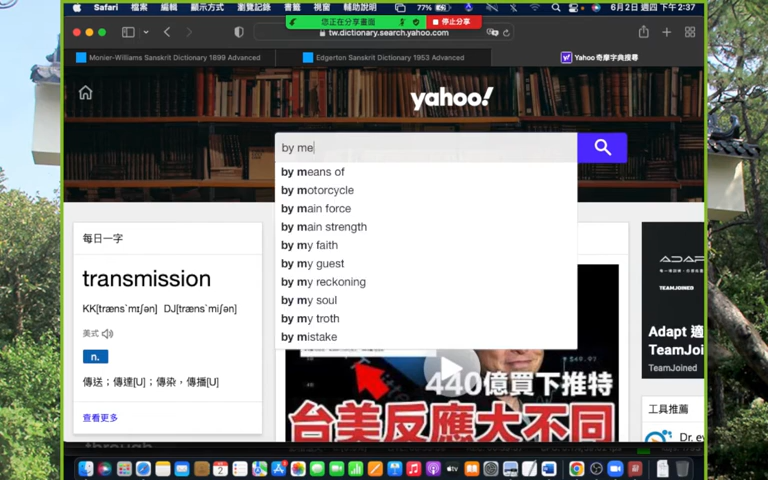 Safari 檔案 編輯 顯示方式 瀏覽記錄 書籤 視窗 輔助說明 77% 6月2日 週四 下午2:37
您正在分享畫面 停止分享
tw.dictionary.search.yahoo.com
Monier-Williams Sanskrit Dictionary 1899 Advanced
Edgerton Sanskrit Dictionary 1953 Advanced
Yahoo奇摩字典搜尋
yahoo!
by me
by means of
by motorcycle
by main force
by main strength
by my faith
by my guest
by my reckoning
by my soul
by my troth
by mistake
每日一字
transmission
KK[træns`mɪʃən] DJ[træns`miʃən]
美式
n.
傳送；傳達[U]；傳染，傳播[U]
查看更多
440億買下推特
台美反應大不同
TEAMJOINED
Adapt 適
TeamJoi
TeamJoined
工具推薦
Dr. e